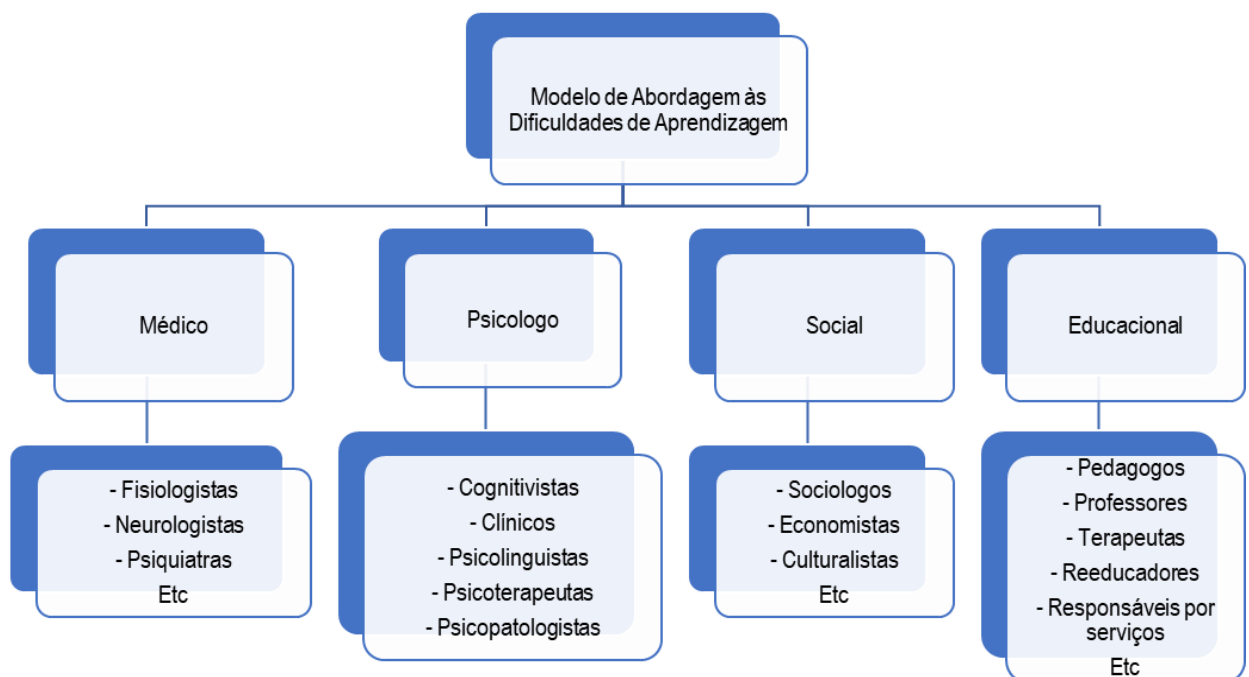 Modelo de Abordagem às
Dificuldades de Aprendizagem
Médico
Psicologo
Social
Educacional
- Fisiologistas
- Neurologistas
- Psiquiatras
Etc
- Cognitivistas
- Clínicos
- Psicolinguistas
- Psicoterapeutas
- Psicopatologistas
- Sociologos
- Economistas
- Culturalistas
Etc
- Pedagogos
- Professores
- Terapeutas
- Reeducadores
- Responsáveis por
serviços
Etc